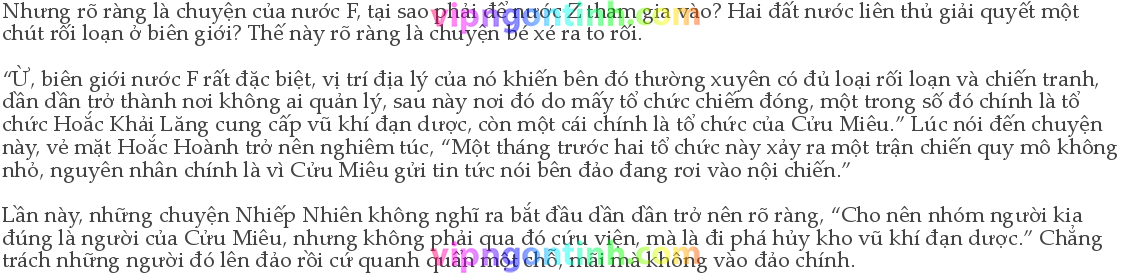 Nhưng rõ ràng là chuyện của nước F, tại sao phải để nước Z tham gia vào? Hai đất nước liên thủ giải quyết một
chút rối loạn ở biên giới? Thế này rõ ràng là chuyện bé xé ra to rồi.
“Ừ, biên giới nước F rất đặc biệt, vị trí địa lý của nó khiến bên đó thường xuyên có đủ loại rối loạn và chiến tranh,
dần dần trở thành nơi không ai quản lý, sau này nơi đó do mấy tổ chức chiếm đóng, một trong số đó chính là tổ
chức Hoắc Khải Lăng cung cấp vũ khí đạn dược, còn một cái chính là tổ chức của Cửu Miêu.” Lúc nói đến chuyện
này, vẻ mặt Hoắc Hoành trở nên nghiêm túc, “Một tháng trước hai tổ chức này xảy ra một trận chiến quy mô không
nhỏ, nguyên nhân chính là vì Cửu Miêu gửi tin tức nói bên đảo đang rơi vào nội chiến.”
Lần này, những chuyện Nhiếp Nhiên không nghĩ ra bắt đầu dần dần trở nên rõ ràng, “Cho nên nhóm người kia
đúng là người của Cửu Miêu, nhưng không phải qua đó cứu viện, mà là đi phá hủy kho vũ khí đạn dược.” Chẳng
trách những người đó lên đảo rồi cứ quanh quẩn một chỗ, mãi mà không vào đảo chính.
vipngontinh.com
vipngontinh.com